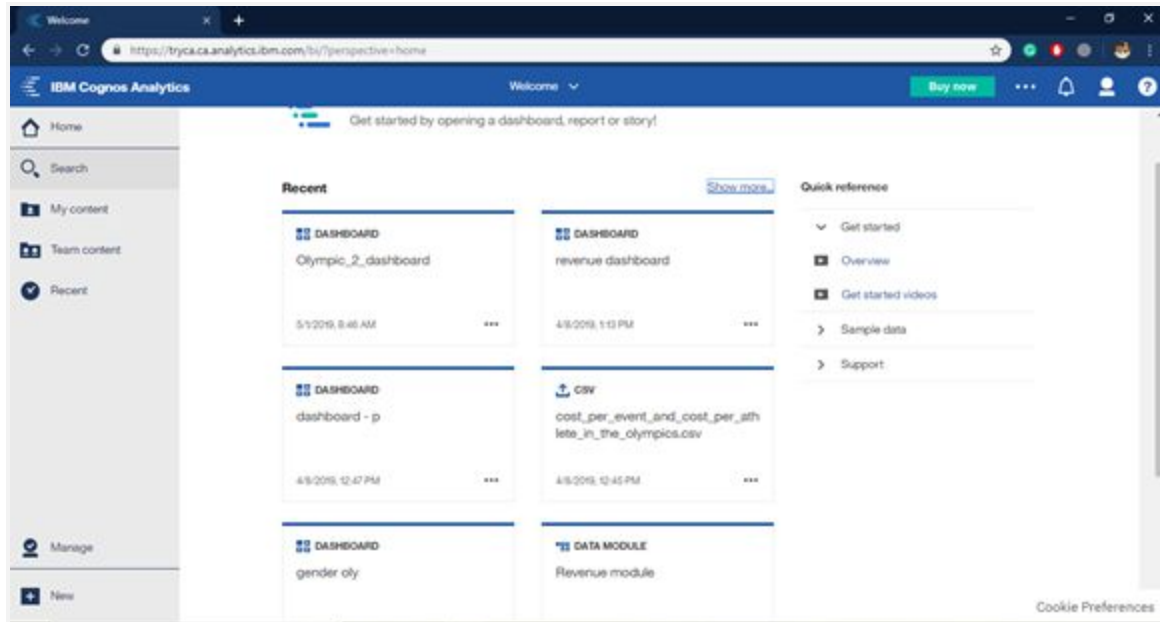 Welcome
https://tryca.ca.analytics.ibm.com/bi/?perspective=home
IBM Cognos Analytics
Welcome
Buy now
Home
Search
My content
Team content
Recent
Manage
New
Get started by opening a dashboard, report or story!
Recent
Show more...
DASHBOARD
Olympic_2_dashboard
5/1/2019, 8:46 AM
DASHBOARD
revenue dashboard
4/8/2019, 1:13 PM
DASHBOARD
dashboard - p
4/8/2019, 12:47 PM
CSV
cost_per_event_and_cost_per_ath
lete_in_the_olympics.csv
4/8/2019, 12:45 PM
DASHBOARD
gender oly
DATA MODULE
Revenue module
Quick reference
Get started
Overview
Get started videos
Sample data
Support
Cookie Preferences